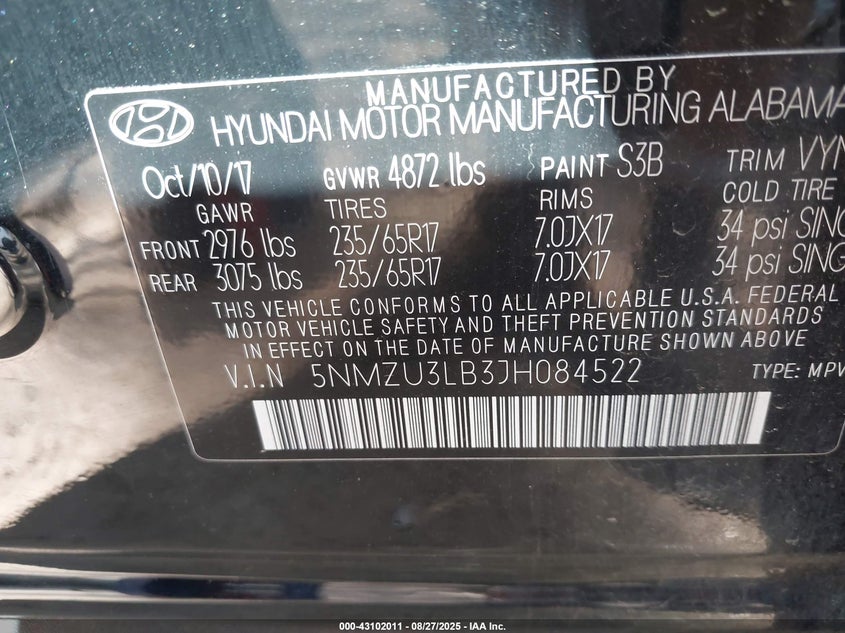 MANUFACTURED BY
HYUNDAI MOTOR MANUFACTURING ALABAMA
Oct/10/17 GVWR 4872 lbs PAINT S3B TRIM VYN
GAWR TIRES RIMS COLD TIRE
FRONT 2976 lbs 235/65R17 7.0JX17 34 psi SING
REAR 3075 lbs 235/65R17 7.0JX17 34 psi SING
THIS VEHICLE CONFORMS TO ALL APPLICABLE U.S.A. FEDERAL
MOTOR VEHICLE SAFETY AND THEFT PREVENTION STANDARDS
IN EFFECT ON THE DATE OF MANUFACTURE SHOWN ABOVE
V.I.N 5NMZU3LB3JH084522 TYPE: MPV
000-43102011 - 08/27/2025 - IAA Inc.